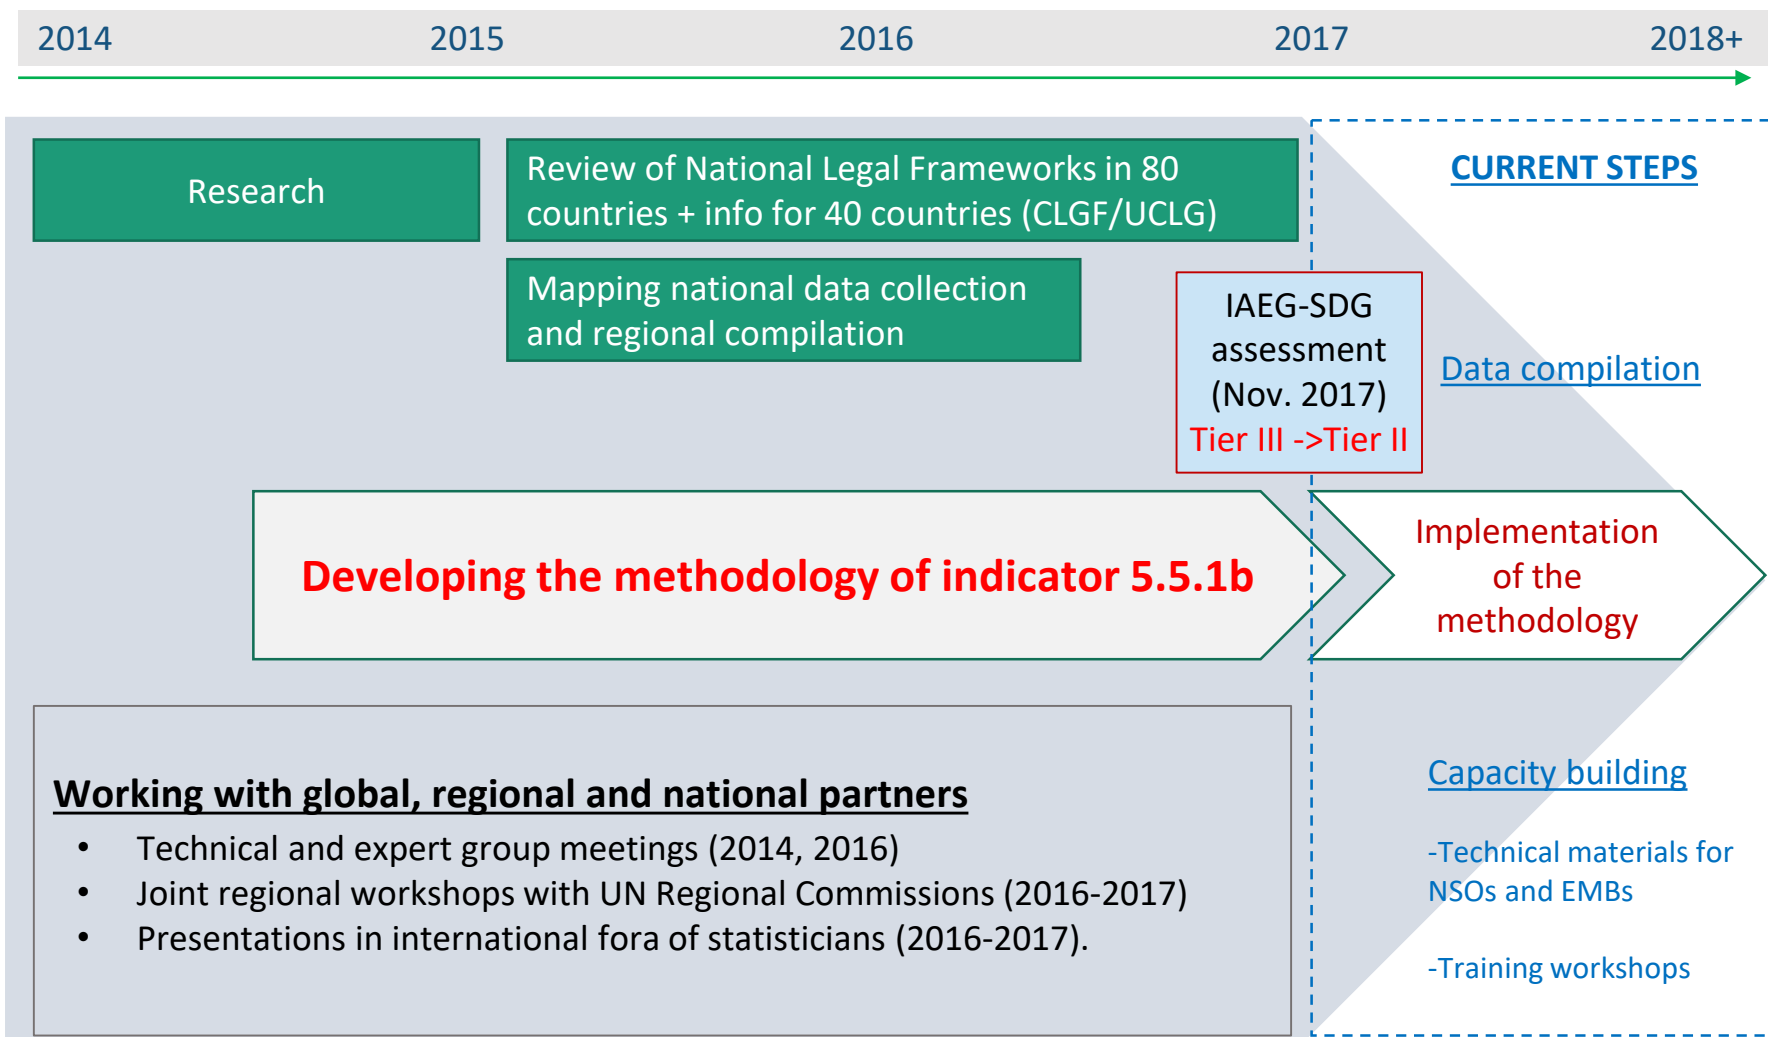 2014 2015 2016 2017 2018+
Research
Review of National Legal Frameworks in 80
countries + info for 40 countries (CLGF/UCLG)
Mapping national data collection
and regional compilation
IAEG-SDG
assessment
(Nov. 2017)
Tier III ->Tier II
CURRENT STEPS
Data compilation
Developing the methodology of indicator 5.5.1b
Implementation
of the
methodology
Working with global, regional and national partners
• Technical and expert group meetings (2014, 2016)
• Joint regional workshops with UN Regional Commissions (2016-2017)
• Presentations in international fora of statisticians (2016-2017).
Capacity building
-Technical materials for
NSOs and EMBs
-Training workshops